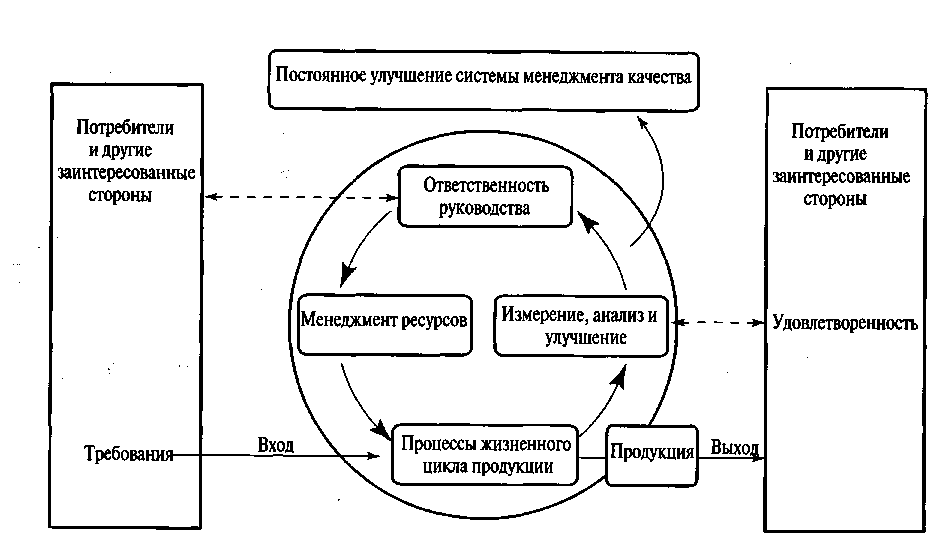 Постоянное улучшение системы менеджмента качества
Потребители
и другие
заинтересованные
стороны
Потребители
и другие
заинтересованные
стороны
Ответственность
руководства
Менеджмент ресурсов
Измерение, анализ и
улучшение
Удовлетворенность
Требования
Вход
Процессы жизненного
цикла продукции
Продукция
Выход